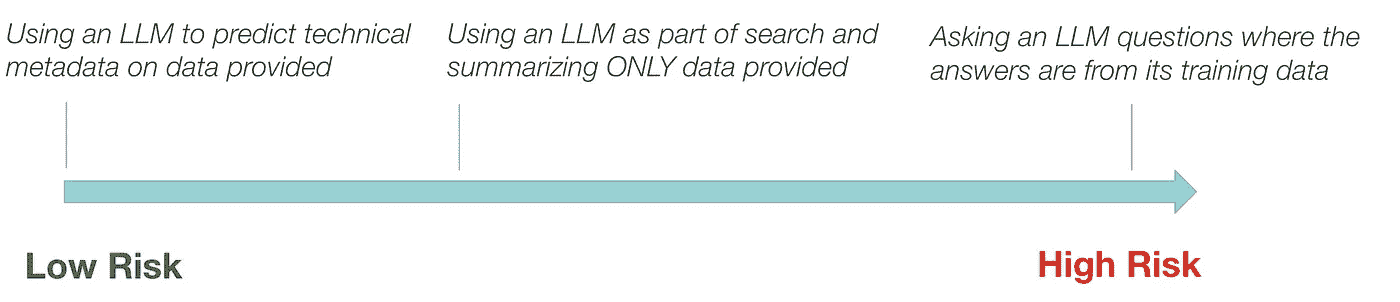 Using an LLM to predict technical
metadata on data provided
Using an LLM as part of search and
summarizing ONLY data provided
Asking an LLM questions where the
answers are from its training data
Low Risk
High Risk